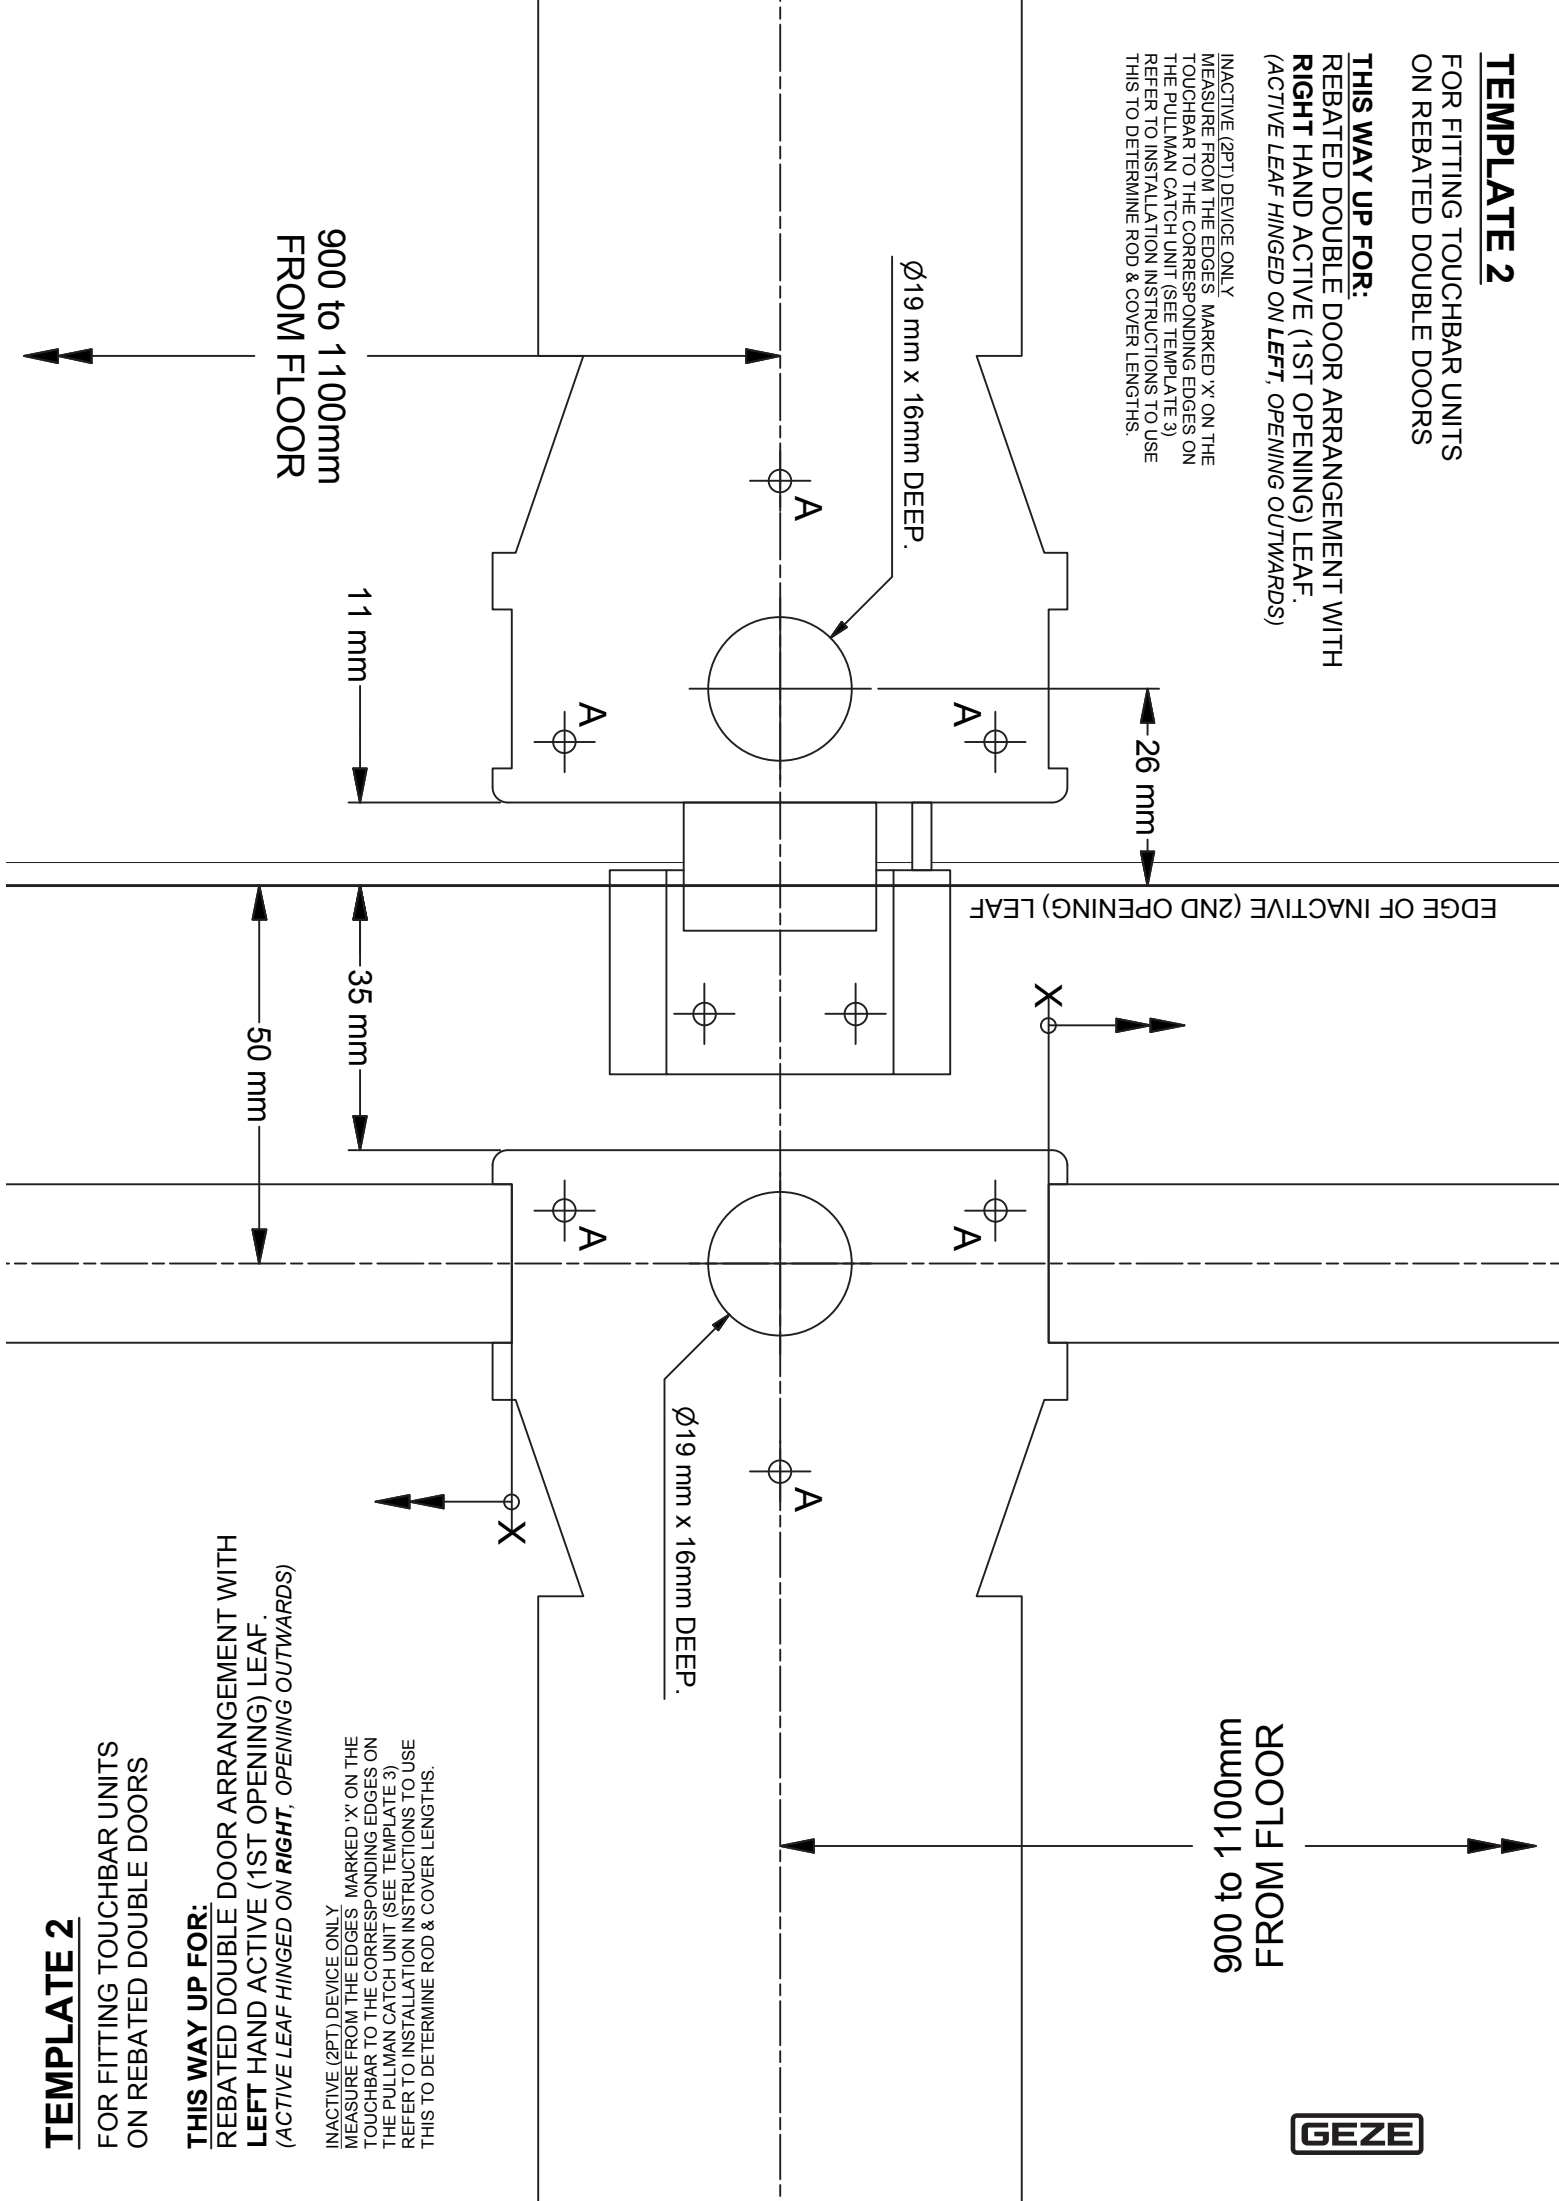 TEMPLATE 2
FOR FITTING TOUCHBAR UNITS
ON REBATED DOUBLE DOORS
THIS WAY UP FOR:
REBATED DOUBLE DOOR ARRANGEMENT WITH
RIGHT HAND ACTIVE (1ST OPENING) LEAF.
(ACTIVE LEAF HINGED ON LEFT, OPENING OUTWARDS)
INACTIVE (2PT) DEVICE ONLY
MEASURE FROM THE EDGES MARKED 'X' ON THE
TOUCHBAR TO THE CORRESPONDING EDGES ON
THE PULLMAN CATCH UNIT (SEE TEMPLATE 3)
REFER TO INSTALLATION INSTRUCTIONS TO USE
THIS TO DETERMINE ROD & COVER LENGTHS.
Ø19 mm x 16mm DEEP.
900 to 1100mm
FROM FLOOR
A
A
A
11 mm
26 mm
EDGE OF INACTIVE (2ND OPENING) LEAF
35 mm
50 mm
X
A
A
A
X
Ø19 mm x 16mm DEEP.
900 to 1100mm
FROM FLOOR
TEMPLATE 2
FOR FITTING TOUCHBAR UNITS
ON REBATED DOUBLE DOORS
THIS WAY UP FOR:
REBATED DOUBLE DOOR ARRANGEMENT WITH
LEFT HAND ACTIVE (1ST OPENING) LEAF.
(ACTIVE LEAF HINGED ON RIGHT, OPENING OUTWARDS)
INACTIVE (2PT) DEVICE ONLY
MEASURE FROM THE EDGES MARKED 'X' ON THE
TOUCHBAR TO THE CORRESPONDING EDGES ON
THE PULLMAN CATCH UNIT (SEE TEMPLATE 3)
REFER TO INSTALLATION INSTRUCTIONS TO USE
THIS TO DETERMINE ROD & COVER LENGTHS.
GEZE